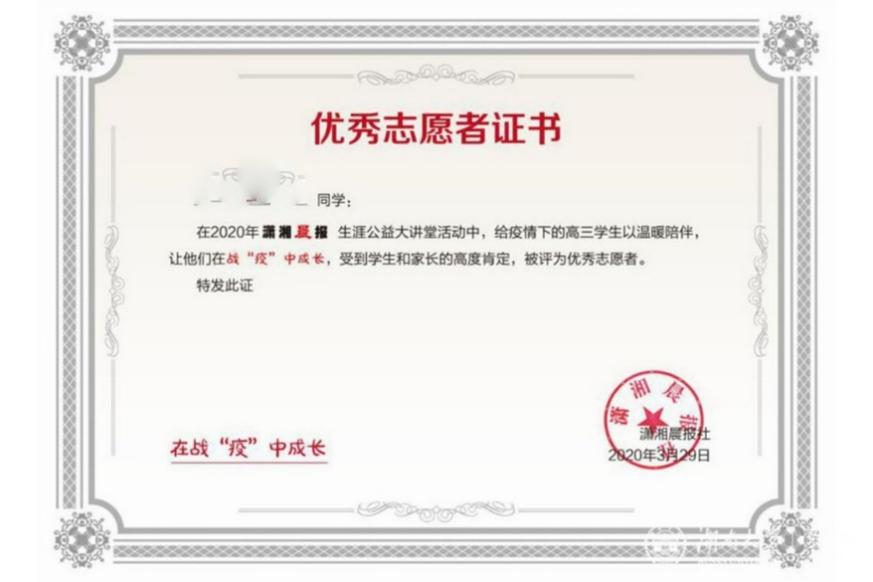 优秀志愿者证书
同学:
在2020年 潇湘晨报 生涯公益大讲堂活动中，给疫情下的高三学生以温暖陪伴，
让他们在战“疫”中成长，受到学生和家长的高度肯定，被评为优秀志愿者。
特发此证
潇湘晨报社
在战“疫”中成长
潇湘晨报社
2020年3月29日